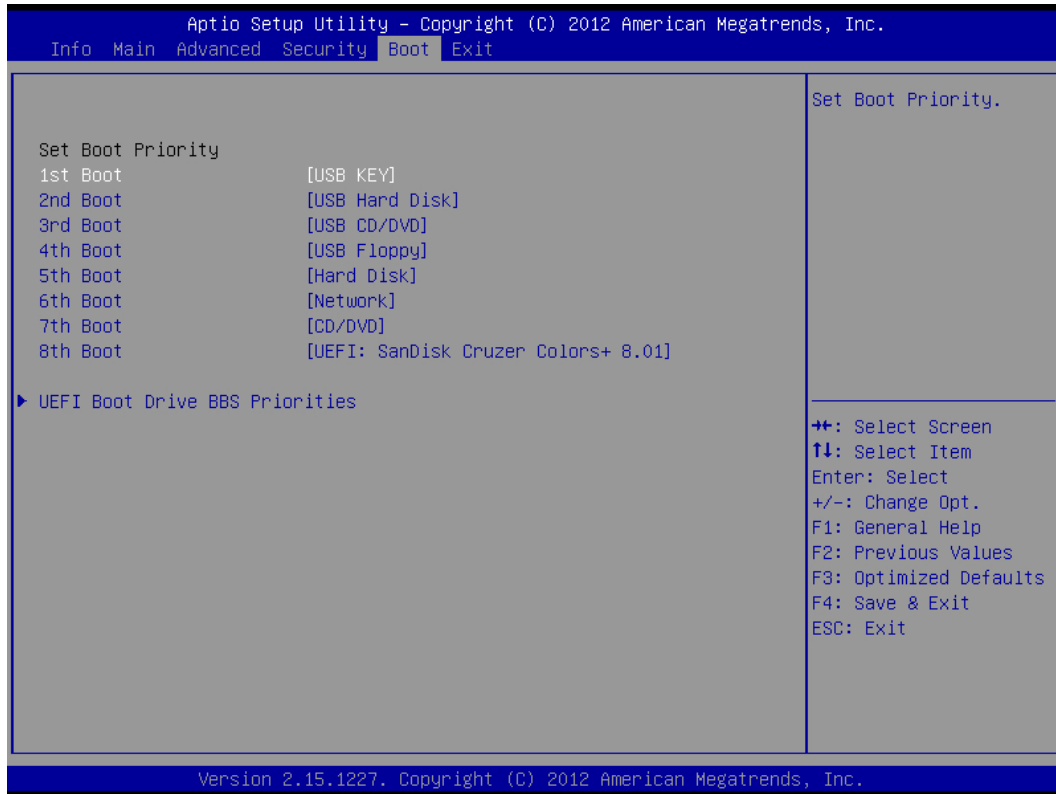 Aptio Setup Utility – Copyright (C) 2012 American Megatrends, Inc.
Info Main Advanced Security Boot Exit
Set Boot Priority
1st Boot [USB KEY]
2nd Boot [USB Hard Disk]
3rd Boot [USB CD/DVD]
4th Boot [USB Floppy]
5th Boot [Hard Disk]
6th Boot [Network]
7th Boot [CD/DVD]
8th Boot [UEFI: SanDisk Cruzer Colors+ 8.01]
▶ UEFI Boot Drive BBS Priorities
Set Boot Priority.
→←: Select Screen
↑↓: Select Item
Enter: Select
+/-: Change Opt.
F1: General Help
F2: Previous Values
F3: Optimized Defaults
F4: Save & Exit
ESC: Exit
Version 2.15.1227. Copyright (C) 2012 American Megatrends, Inc.